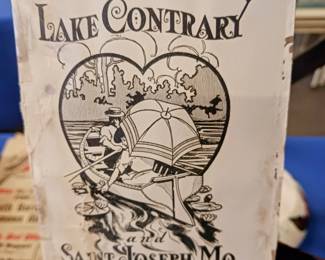 LAKE CONTRARY
and
SAINT JOSEPH MO.